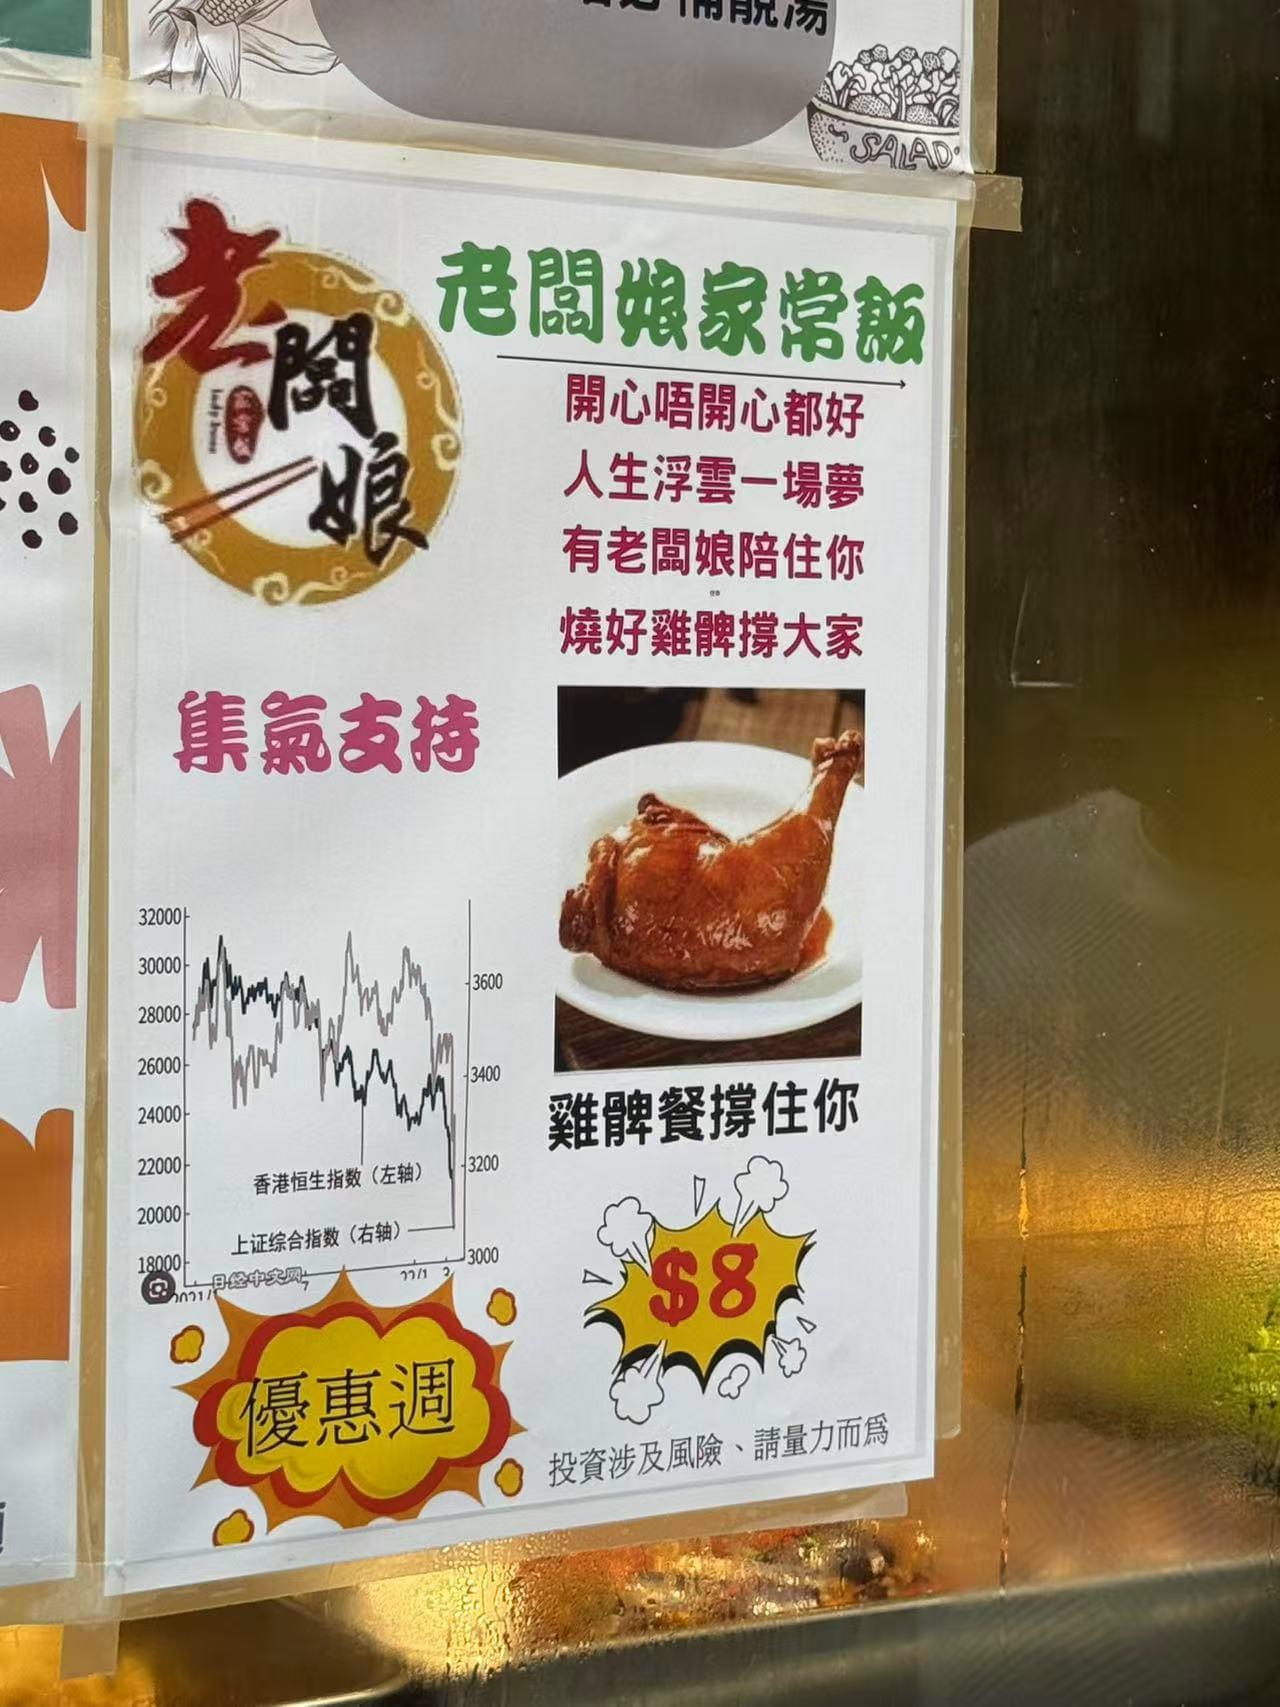 SALAD
老闆娘
老闆娘家常飯
開心唔開心都好
人生浮雲一場夢
有老闆娘陪住你
燒好雞髀撐大家
集氣支持
32000
30000
28000
26000
24000
22000
20000
18000
3600
3400
3200
3000
香港恒生指数（左轴）
上证综合指数（右轴）
日经中文网
22/1
3
雞髀餐撐住你
$8
優惠週
投資涉及風險、請量力而為